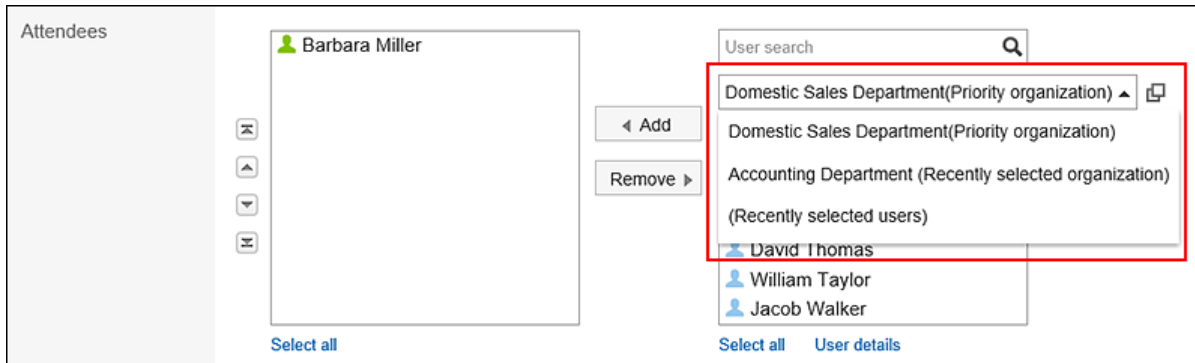 Attendees
Barbara Miller
User search
Domestic Sales Department(Priority organization)
Add
Domestic Sales Department(Priority organization)
Accounting Department (Recently selected organization)
Remove
(Recently selected users)
David Thomas
William Taylor
Jacob Walker
Select all
Select all
User details